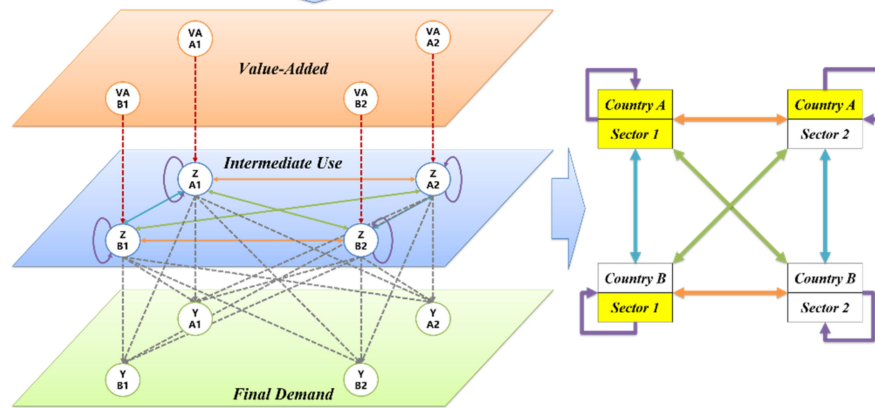 VA
A1
VA
A2
Value-Added
VA
B1
VA
B2
Intermediate Use
Z
A1
Z
A2
Z
B1
Z
B2
Y
A1
Y
A2
Y
B1
Y
B2
Final Demand
Country A
Sector 1
Country A
Sector 2
Country B
Sector 1
Country B
Sector 2